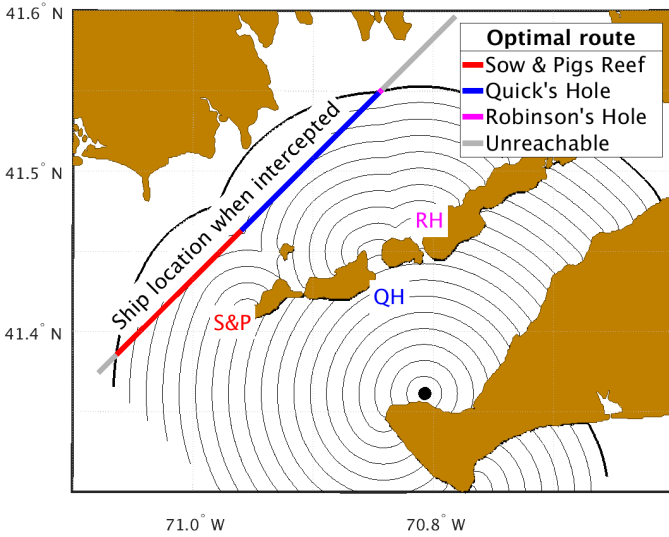 41.6° N
Optimal route
Sow & Pigs Reef
Quick's Hole
Robinson's Hole
Unreachable
Ship location when intercepted
41.5° N
RH
QH
S&P
41.4° N
71.0° W
70.8° W